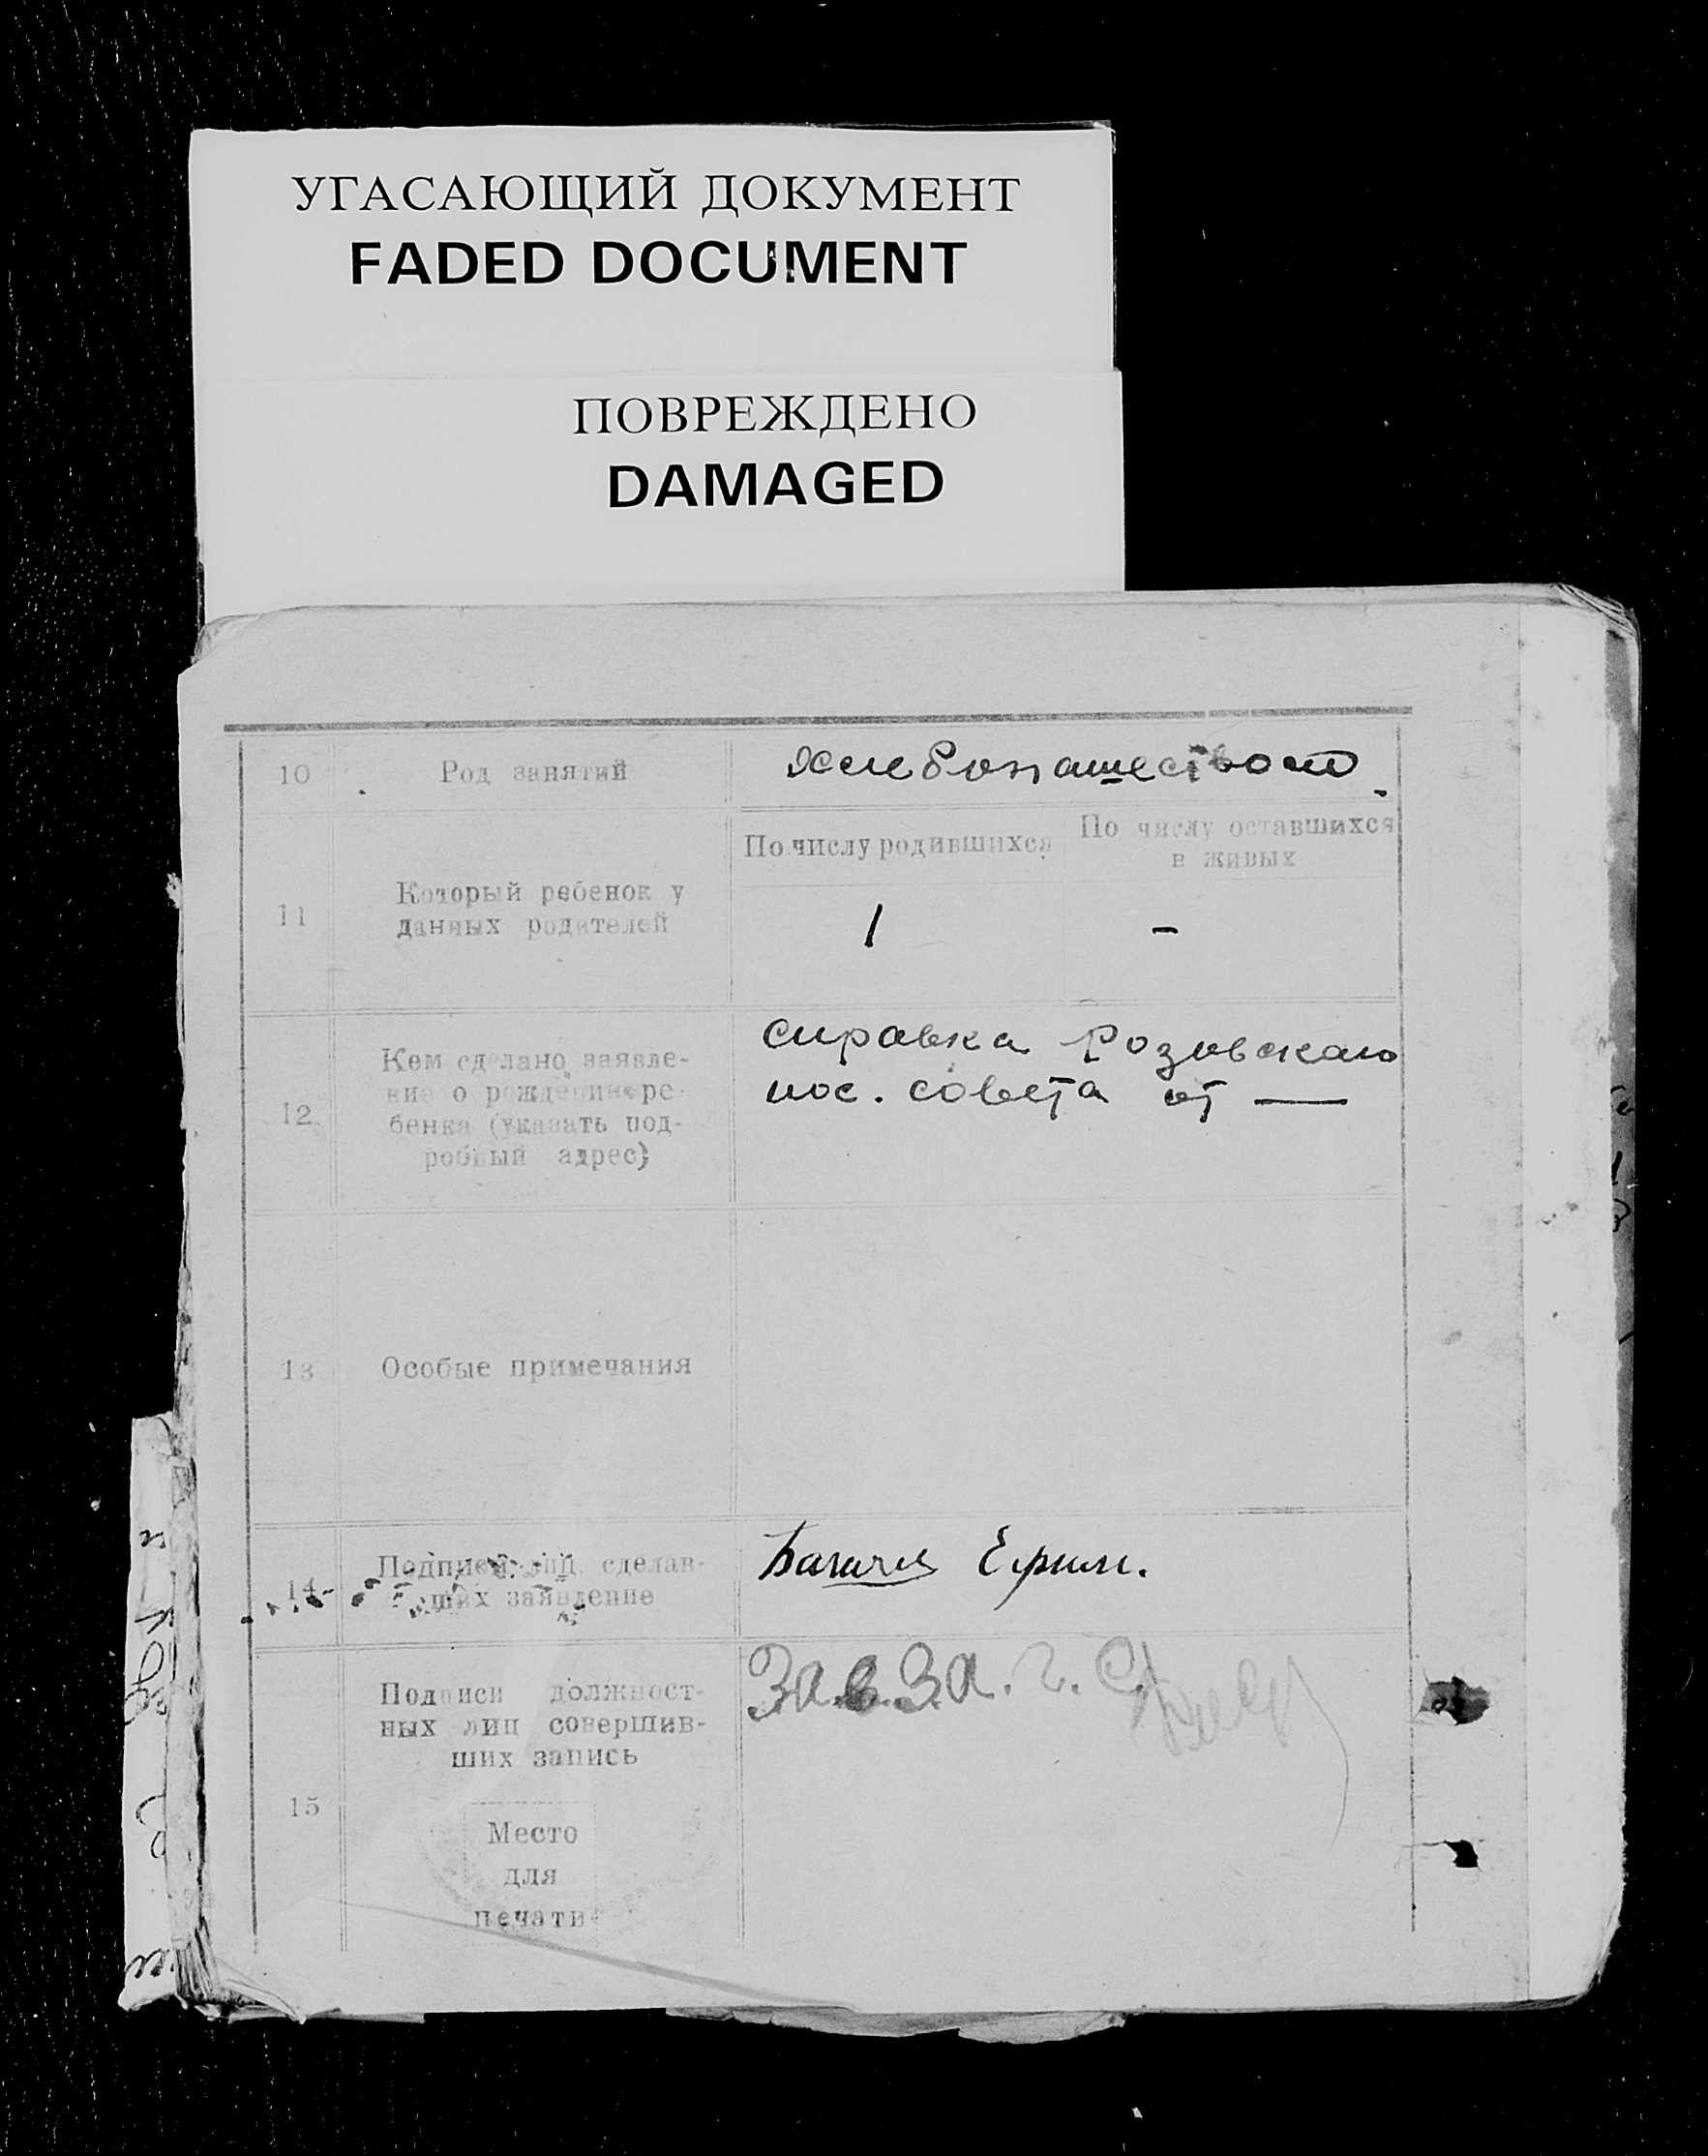 УГАСАЮЩИЙ ДОКУМЕНТ
FADED DOCUMENT
ПОВРЕЖДЕНО
DAMAGED
10 Род занятий хлебопашеством
По числу родившихся По числу оставшихся
в живых
11 Который ребенок у
данных родителей 1 -
12 Кем сделано заявле-
ние о рождении ре-
бенка (указать под-
робный адрес)
справка Розовского
пос. совета от —
13 Особые примечания
14 Подписи лиц, сделав-
ших заявление
15 Подписи должност-
ных лиц совершив-
ших запись
З.а.в.З.а.г.С.
Место
для
печати